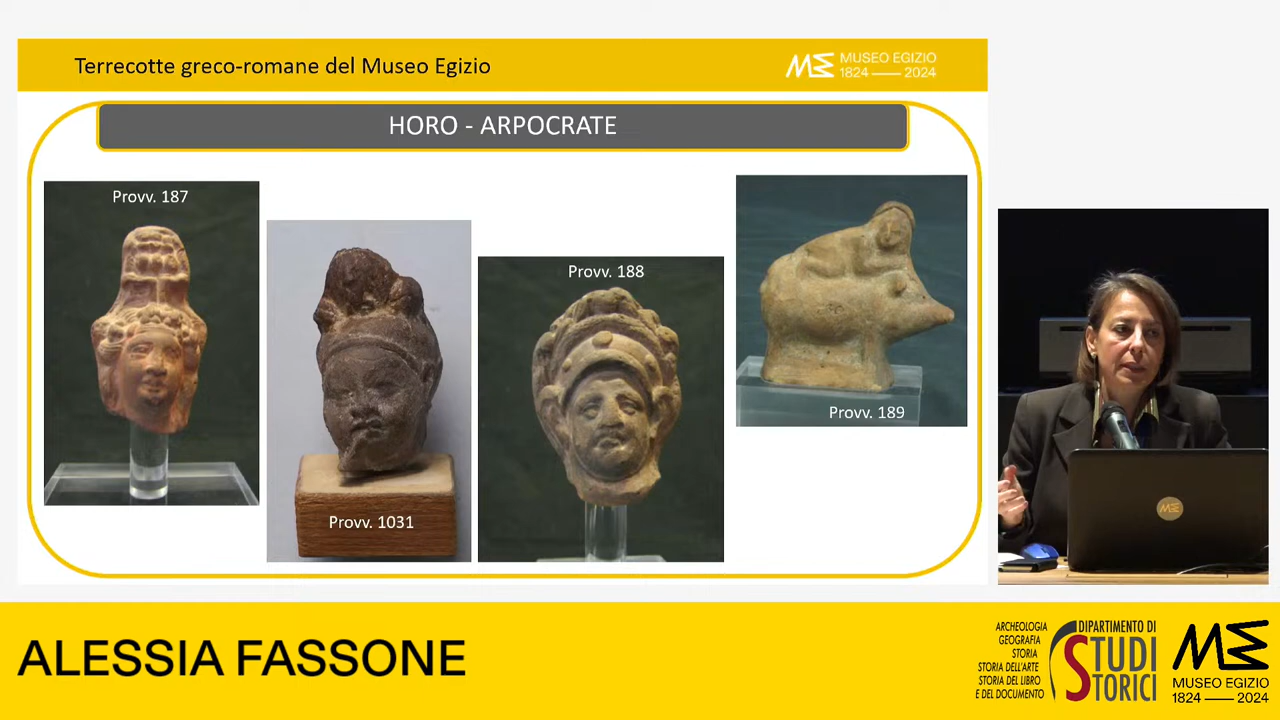 Terrecotte greco-romane del Museo Egizio
MUSEO EGIZIO
1824 — 2024
HORO - ARPOCRATE
Provv. 187
Provv. 1031
Provv. 188
Provv. 189
ALESSIA FASSONE
ARCHEOLOGIA
GEOGRAFIA
STORIA
STORIA DELL'ARTE
STORIA DEL LIBRO
E DEL DOCUMENTO
DIPARTIMENTO DI
STUDI
STORICI
ME
MUSEO EGIZIO
1824 — 2024